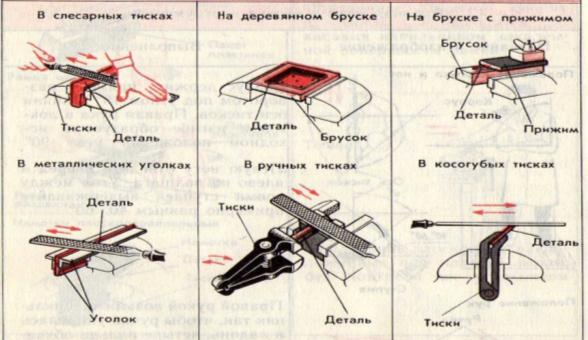 В слесарных тисках
Тиски
Деталь
На деревянном бруске
Деталь
Брусок
На бруске с прижимом
Брусок
Деталь
Прижим
В металлических уголках
Деталь
Уголок
В ручных тисках
Тиски
Деталь
В косогубых тисках
Деталь
Тиски